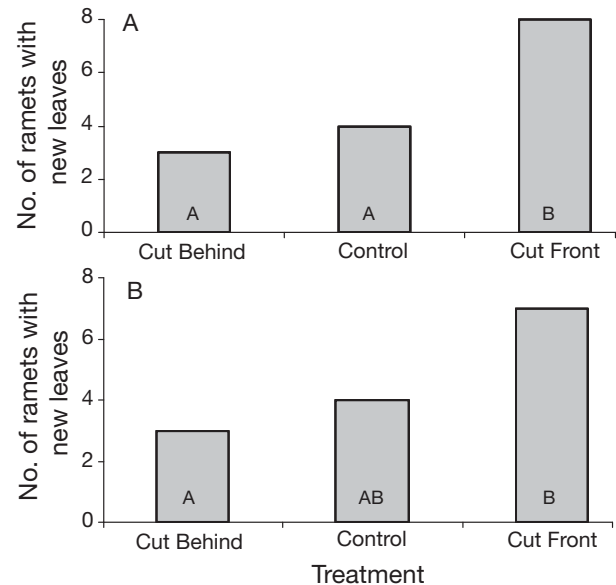 A
No. of ramets with
new leaves
8
6
4
2
0
A
A
B
Cut Behind
Control
Cut Front
B
No. of ramets with
new leaves
8
6
4
2
0
A
AB
B
Cut Behind
Control
Cut Front
Treatment